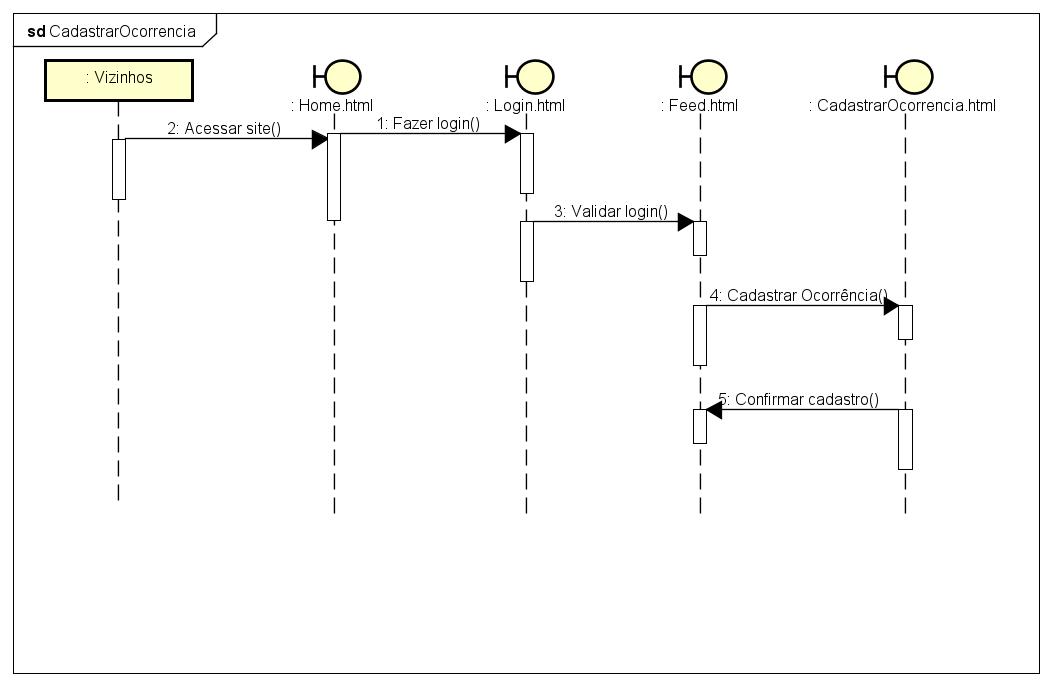 sd CadastrarOcorrencia
: Vizinhos
: Home.html
: Login.html
: Feed.html
: CadastrarOcorrencia.html
2: Acessar site()
1: Fazer login()
3: Validar login()
4: Cadastrar Ocorrência()
5: Confirmar cadastro()